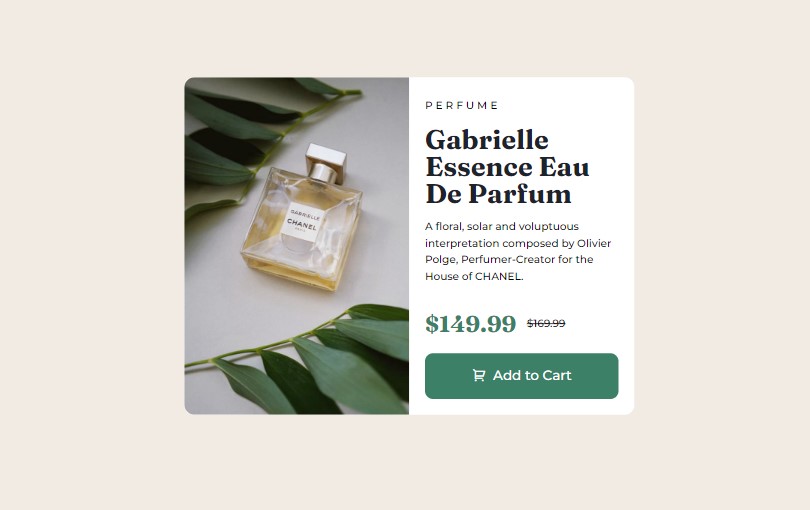 GABRIELLE
CHANEL
PERFUME
Gabrielle
Essence Eau
De Parfum
A floral, solar and voluptuous
interpretation composed by Olivier
Polge, Perfumer-Creator for the
House of CHANEL.
$149.99 $169.99
Add to Cart